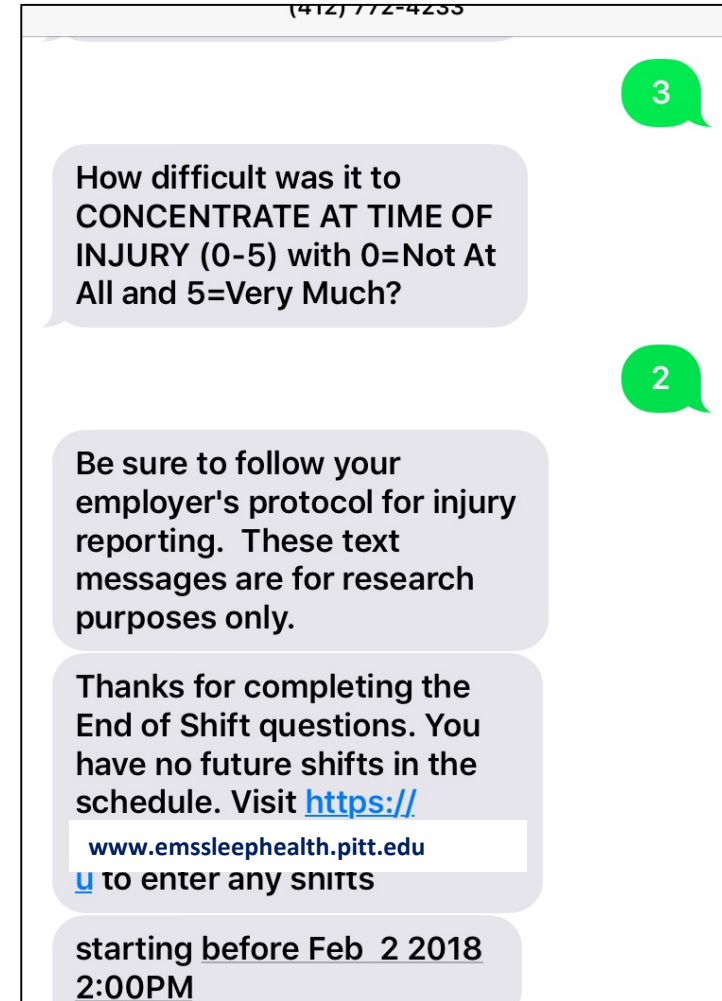 (412) 772-4233
3
How difficult was it to
CONCENTRATE AT TIME OF
INJURY (0-5) with 0=Not At
All and 5=Very Much?
2
Be sure to follow your
employer's protocol for injury
reporting.  These text
messages are for research
purposes only.
Thanks for completing the
End of Shift questions. You
have no future shifts in the
schedule. Visit https://
www.emssleephealth.pitt.edu
u to enter any shifts
starting before Feb  2 2018
2:00PM